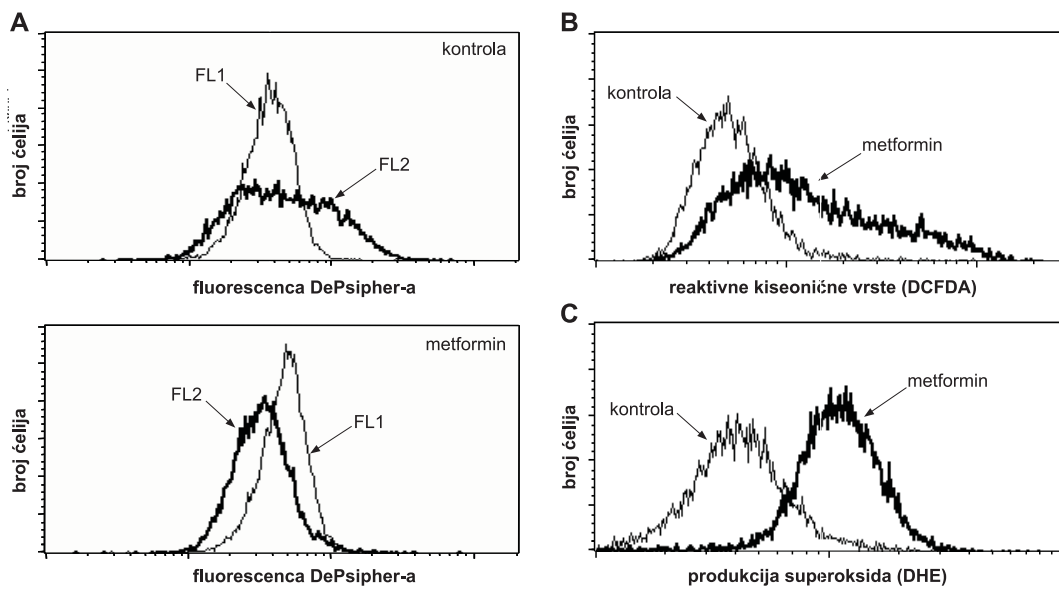 A
kontrola
FL1
FL2
broj ćelija
fluorescenca DePsipher-a
metformin
FL2
FL1
broj ćelija
fluorescenca DePsipher-a
B
kontrola
metformin
broj ćelija
reaktivne kiseonične vrste (DCFDA)
C
metformin
kontrola
broj ćelija
produkcija superoksida (DHE)